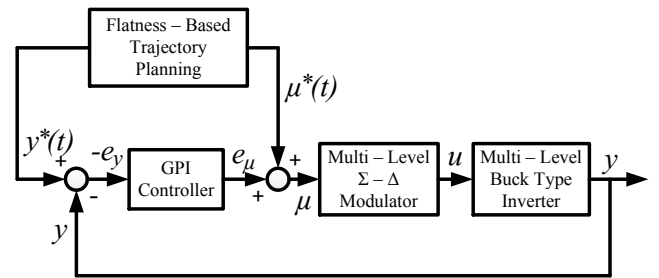 Flatness – Based
Trajectory
Planning
μ*(t)
y*(t)
+
-e_y
GPI
Controller
e_μ
+
+
μ
Multi – Level
Σ – Δ
Modulator
u
Multi – Level
Buck Type
Inverter
y
-
y